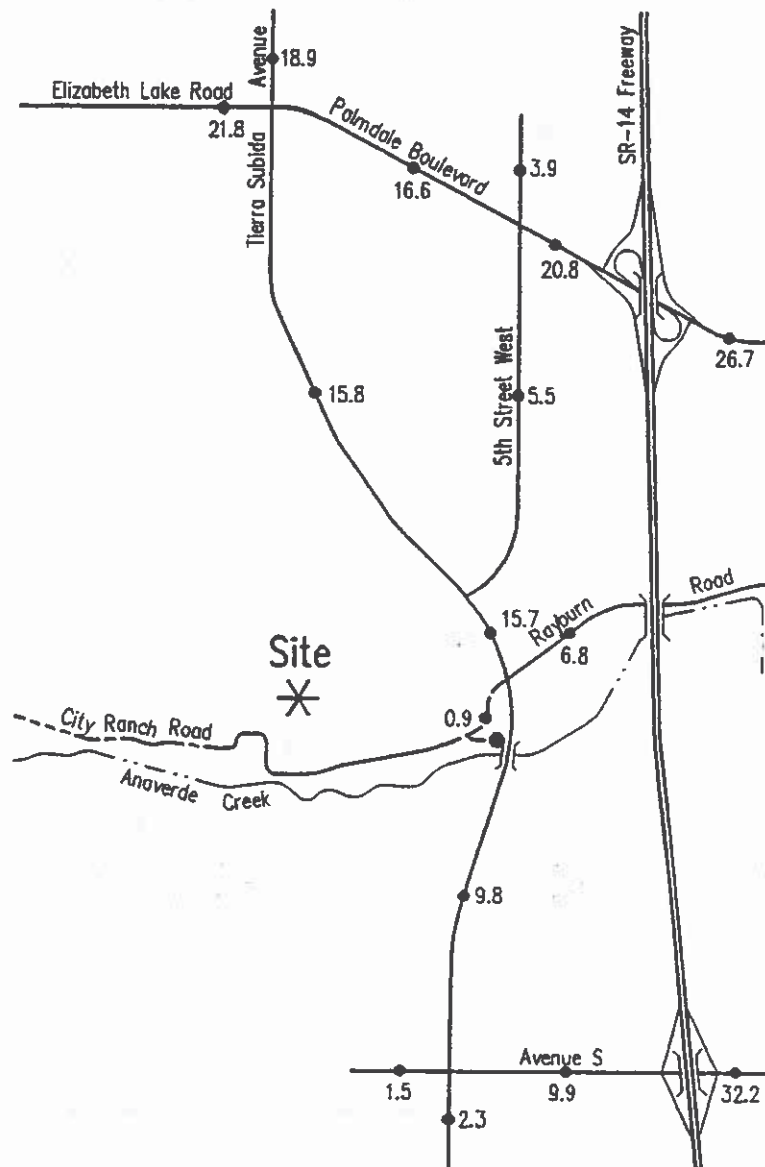 Avenue
18.9
SR-14 Freeway
Elizabeth Lake Road
21.8
Palmdale Boulevard
Tierra Subida
16.6
3.9
20.8
26.7
15.8
5th Street West
5.5
Road
15.7
Rayburn
6.8
Site
0.9
City Ranch Road
Anaverde Creek
9.8
Avenue S
1.5
9.9
32.2
2.3